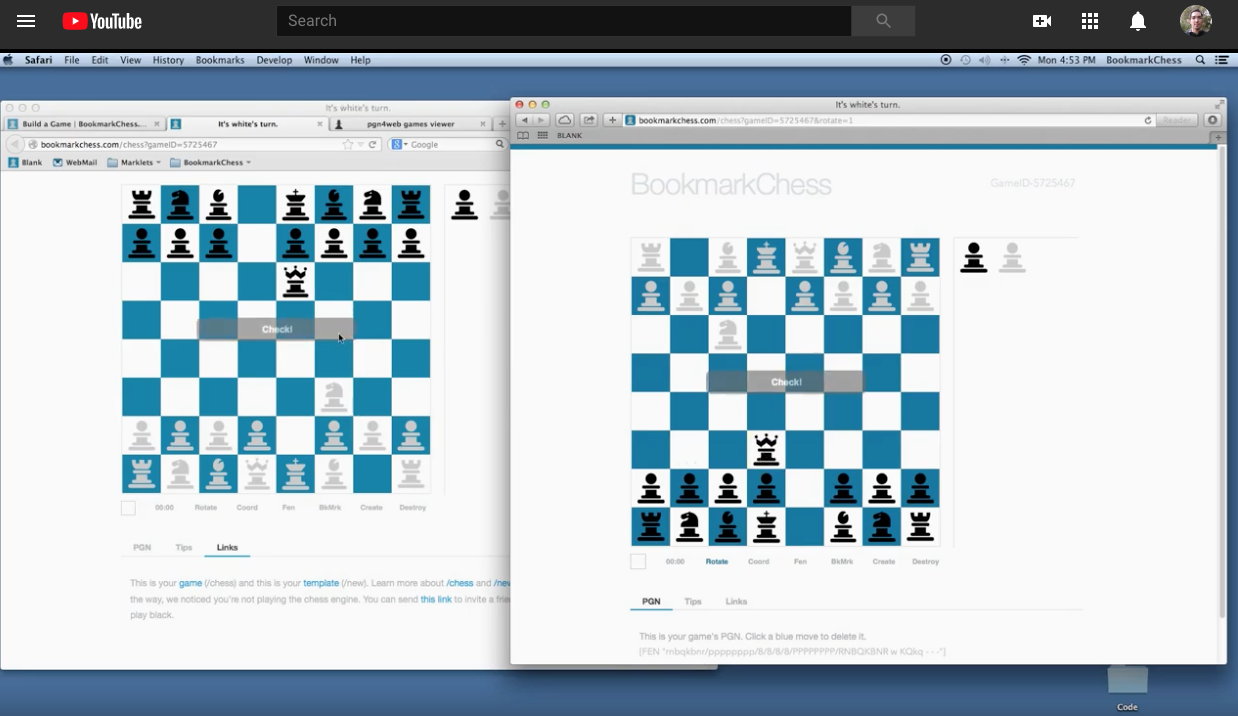 YouTube
Search
Safari File Edit View History Bookmarks Develop Window Help
Mon 4:53 PM BookmarkChess
It's white's turn.
Build a Game | BookmarkChess.... It's white's turn. pgn4web games viewer
bookmarkchess.com/chess?gameID=5725467
Google
Blank WebMail Marklets BookmarkChess
Check!
00:00 Rotate Coord Fen BkMrk Create Destroy
PGN Tips Links
This is your game (/chess) and this is your template (/new). Learn more about /chess and /new
the way, we noticed you're not playing the chess engine. You can send this link to invite a frie
play black.
It's white's turn.
bookmarkchess.com/chess?gameID=5725467&rotate=1
Reader
BLANK
BookmarkChess
GameID-5725467
Check!
00:00 Rotate Coord Fen BkMrk Create Destroy
PGN Tips Links
This is your game's PGN. Click a blue move to delete it.
[FEN "rnbqkbnr/pppppppp/8/8/8/8/PPPPPPPP/RNBQKBNR w KQkq - - -"]
Code